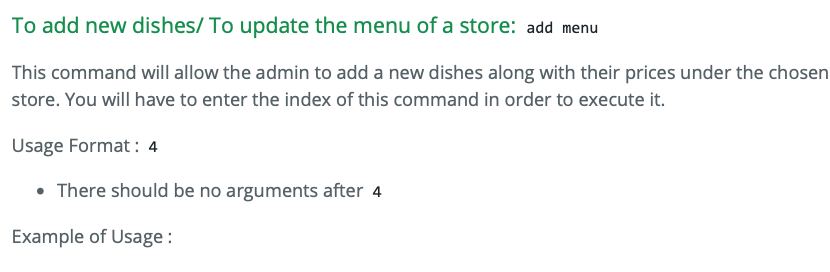 To add new dishes/ To update the menu of a store: add menu
This command will allow the admin to add a new dishes along with their prices under the chosen
store. You will have to enter the index of this command in order to execute it.
Usage Format : 4
• There should be no arguments after 4
Example of Usage :